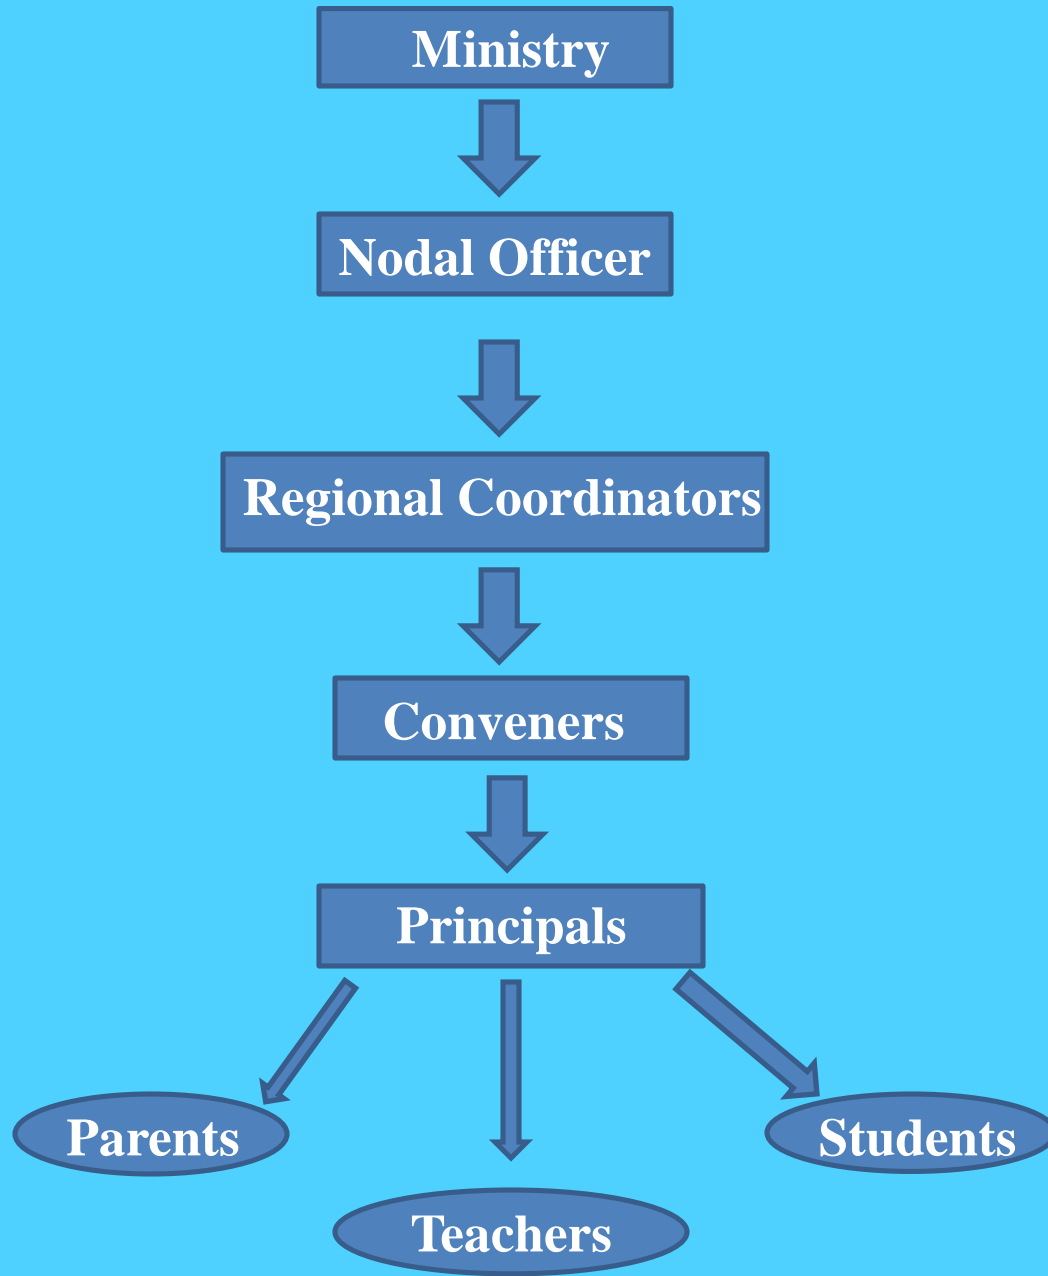 Ministry
Nodal Officer
Regional Coordinators
Conveners
Principals
Parents
Students
Teachers